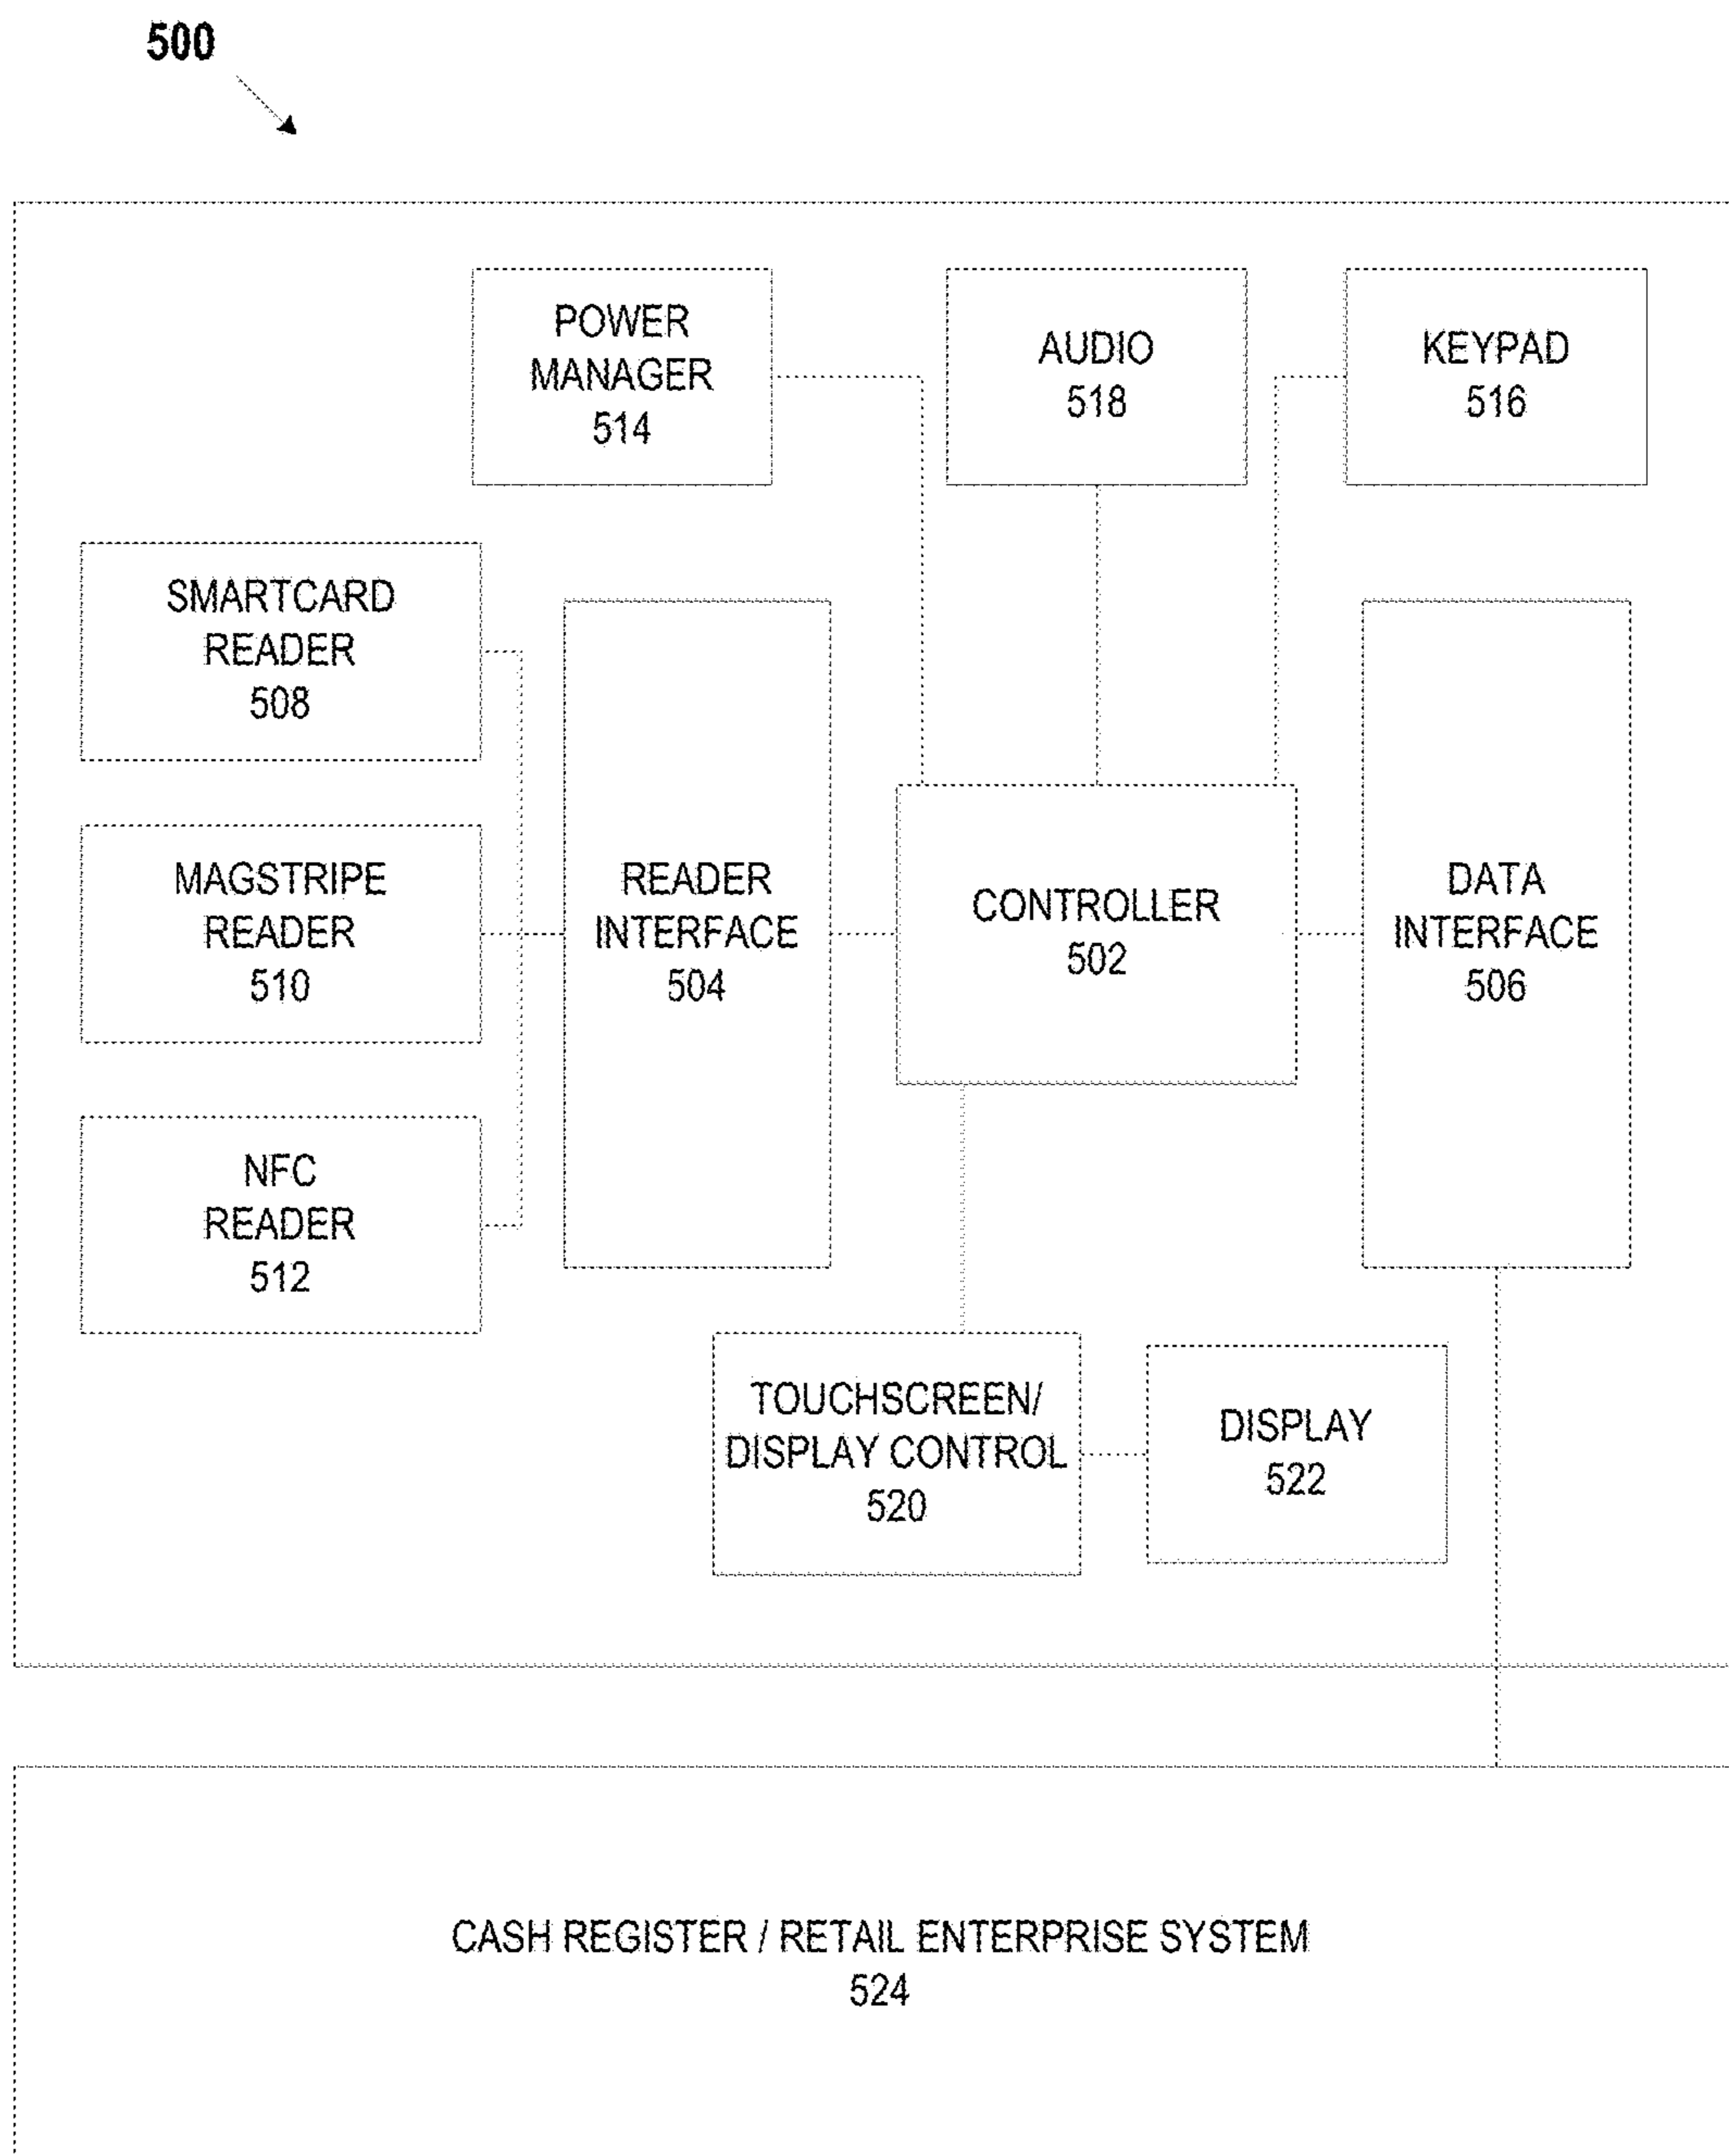 500
POWER
MANAGER
514
AUDIO
518
KEYPAD
516
SMARTCARD
READER
508
MAGSTRIPE
READER
510
NFC
READER
512
READER
INTERFACE
504
CONTROLLER
502
DATA
INTERFACE
506
TOUCHSCREEN/
DISPLAY CONTROL
520
DISPLAY
522
CASH REGISTER / RETAIL ENTERPRISE SYSTEM
524